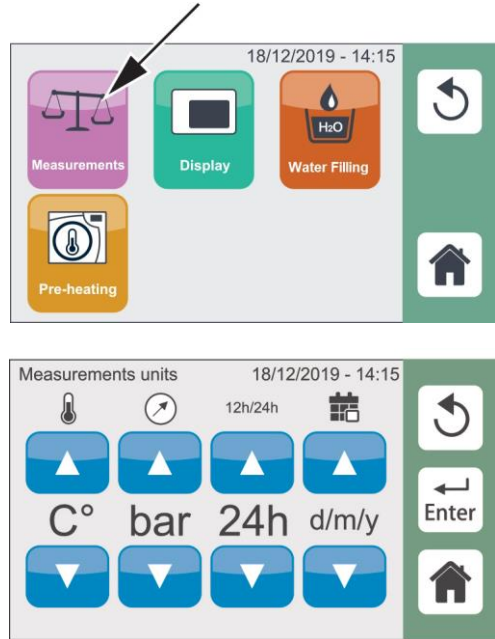 18/12/2019 - 14:15
H2O
Measurements Display Water Filling
Pre-heating
Measurements units 18/12/2019 - 14:15
12h/24h
Enter
C° bar 24h d/m/y